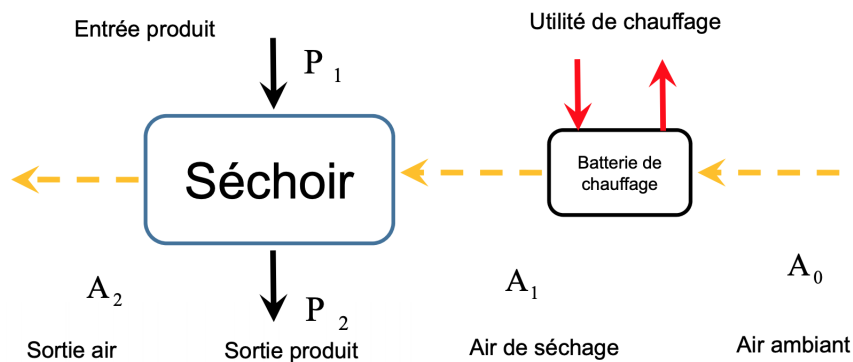 Entrée produit
Utilité de chauffage
P 1
Séchoir
Batterie de
chauffage
A 2
P 2
A 1
A 0
Sortie air
Sortie produit
Air de séchage
Air ambiant